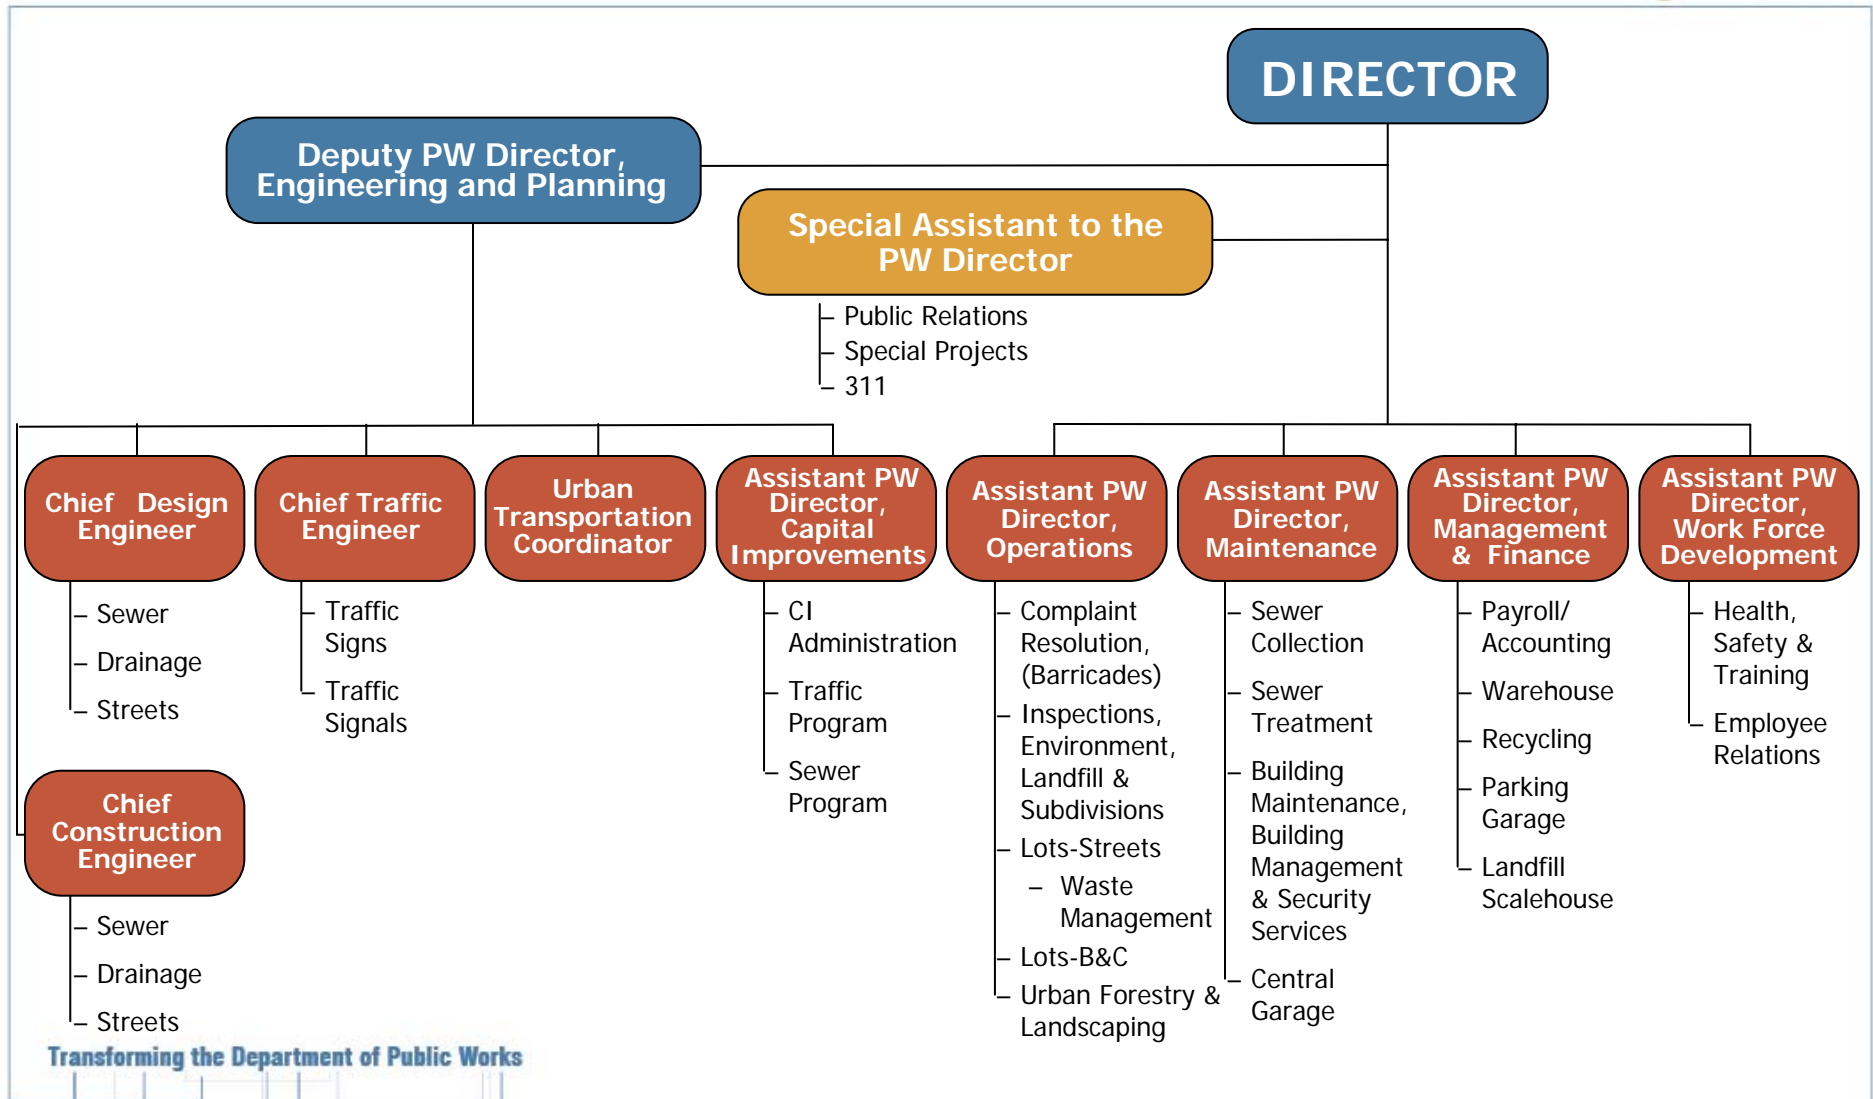 DIRECTOR
Deputy PW Director,
Engineering and Planning
Special Assistant to the
PW Director
– Public Relations
– Special Projects
– 311
Chief Design
Engineer
– Sewer
– Drainage
– Streets
Chief
Construction
Engineer
– Sewer
– Drainage
– Streets
Chief Traffic
Engineer
– Traffic
Signs
– Traffic
Signals
Urban
Transportation
Coordinator
Assistant PW
Director,
Capital
Improvements
– CI
Administration
– Traffic
Program
– Sewer
Program
Assistant PW
Director,
Operations
– Complaint
Resolution,
(Barricades)
– Inspections,
Environment,
Landfill &
Subdivisions
– Lots-Streets
– Waste
Management
– Lots-B&C
– Urban Forestry &
Landscaping
Assistant PW
Director,
Maintenance
– Sewer
Collection
– Sewer
Treatment
– Building
Maintenance,
Building
Management
& Security
Services
– Central
Garage
Assistant PW
Director,
Management
& Finance
– Payroll/
Accounting
– Warehouse
– Recycling
– Parking
Garage
– Landfill
Scalehouse
Assistant PW
Director,
Work Force
Development
– Health,
Safety &
Training
– Employee
Relations
Transforming the Department of Public Works